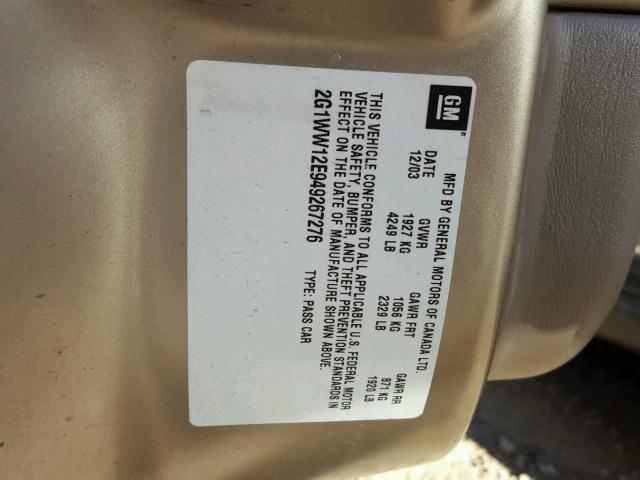 GM
MFD BY GENERAL MOTORS OF CANADA LTD.
DATE GVWR GAWR FRT GAWR RR
12/03 1927 KG 1056 KG 871 KG
4249 LB 2329 LB 1920 LB
THIS VEHICLE CONFORMS TO ALL APPLICABLE U.S. FEDERAL MOTOR
VEHICLE SAFETY, BUMPER, AND THEFT PREVENTION STANDARDS IN
EFFECT ON THE DATE OF MANUFACTURE SHOWN ABOVE.
2G1WW12E949267276 TYPE: PASS CAR